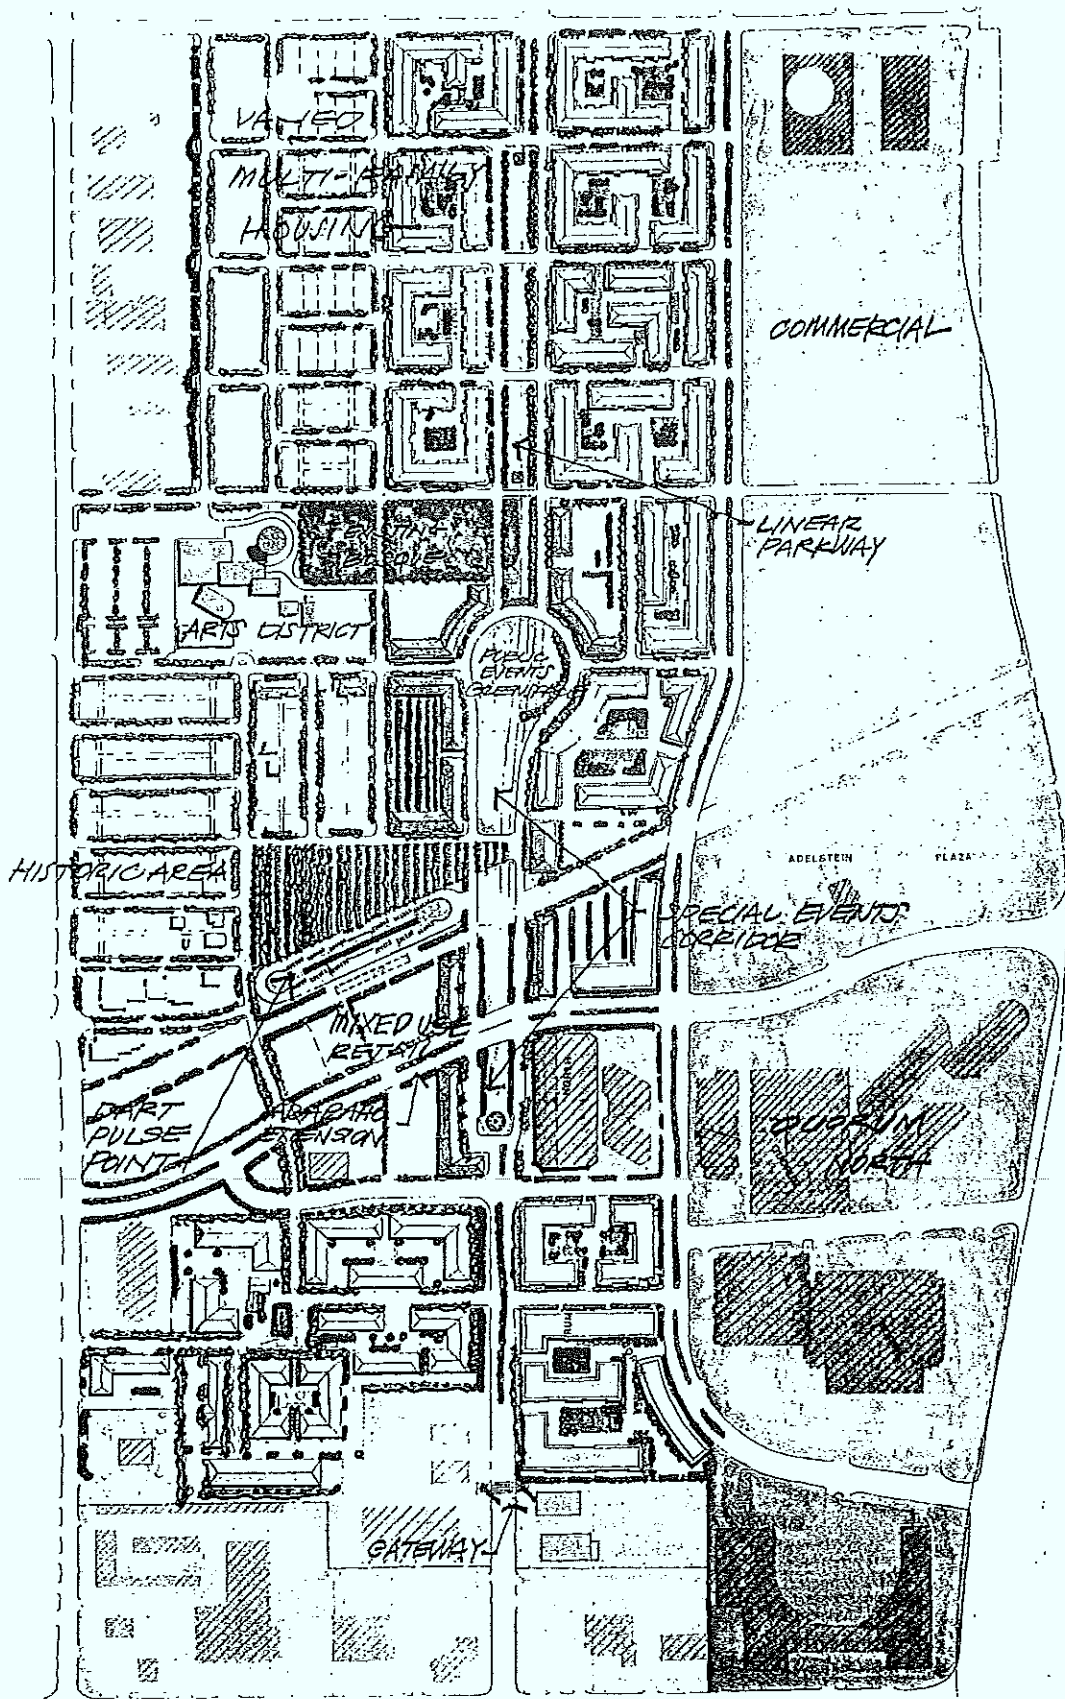 VARIED
MULTI-FAMILY
HOUSING
COMMERCIAL
LINEAR
PARKWAY
ARTS DISTRICT
PUBLIC
EVENTS
HISTORIC AREA
ADELSTEIN PLAZA
SPECIAL EVENTS
CORRIDOR
MIXED USE
RETAIL
DART
PULSE
POINT
EXTENSION
QUORUM
NORTH
GATEWAY